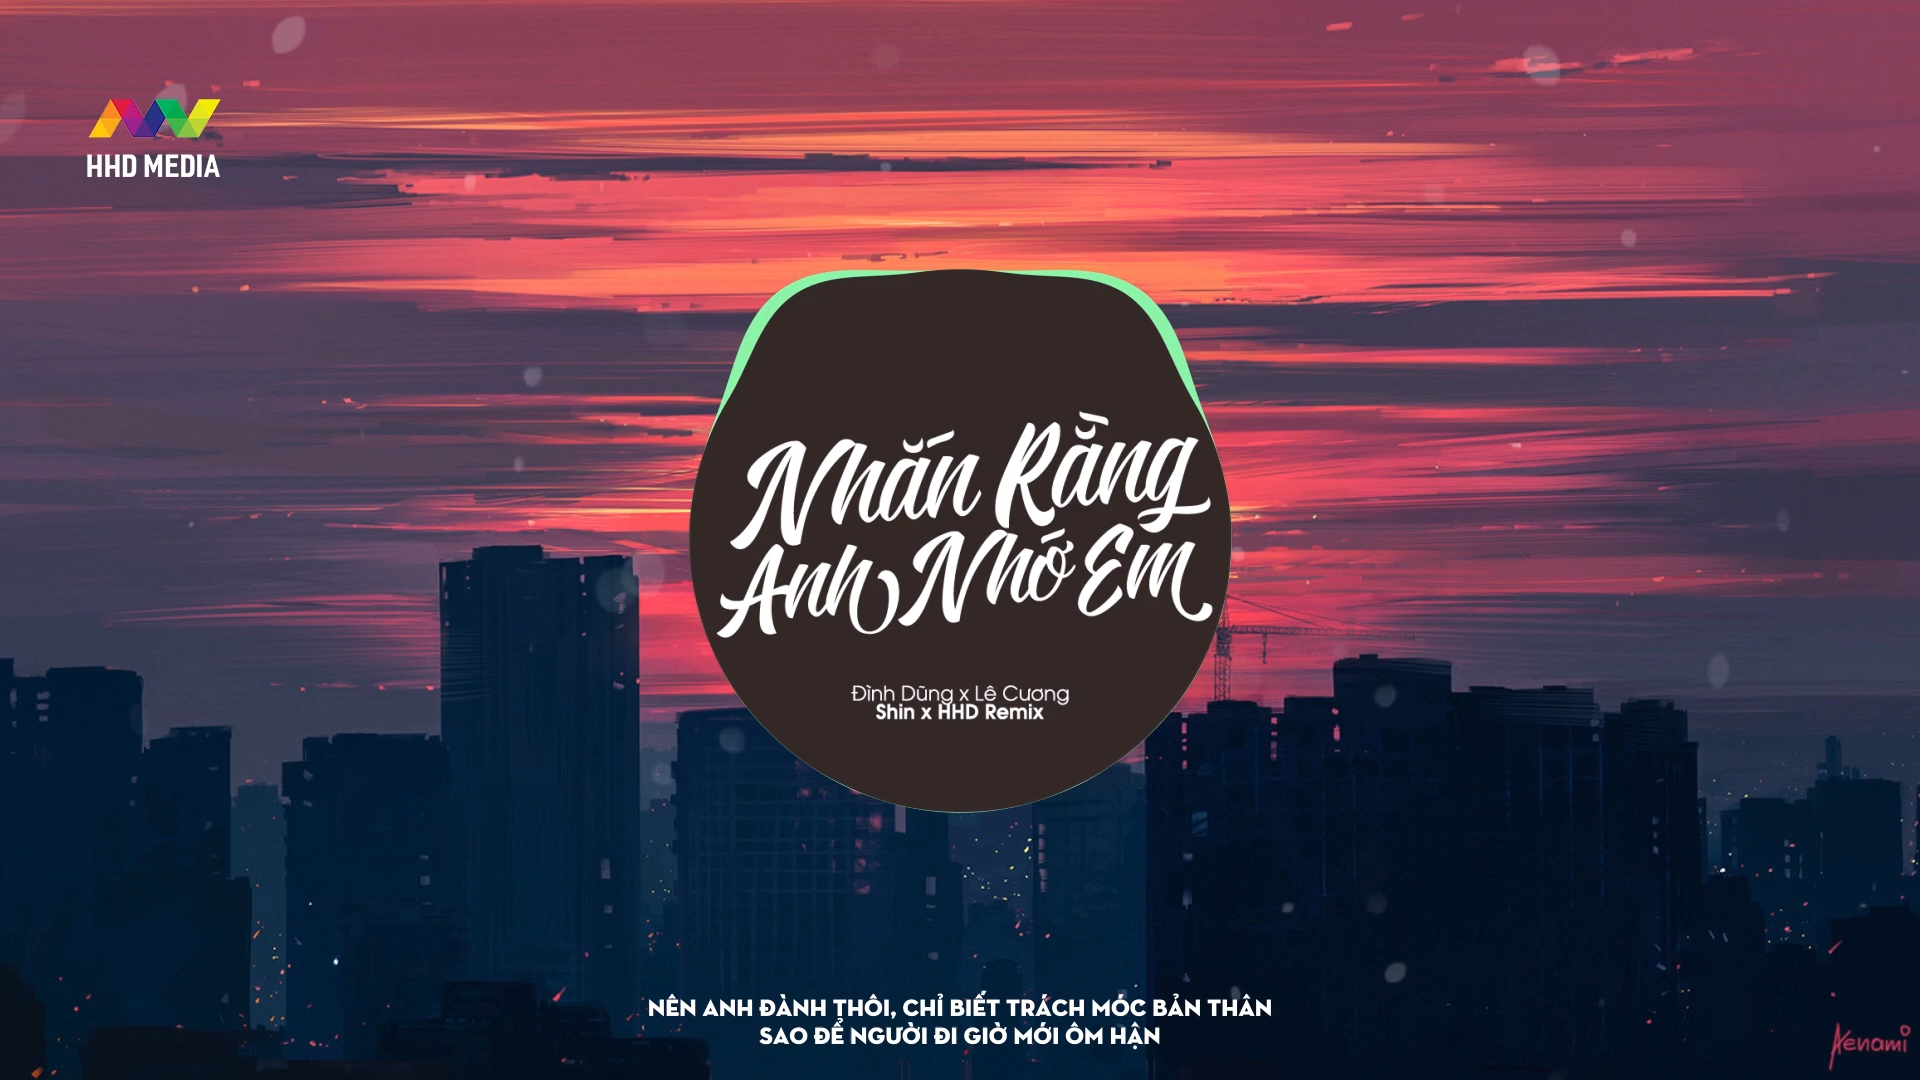 HHD MEDIA
Nhắn Rằng
Anh Nhớ Em
Đình Dũng x Lê Cương
Shin x HHD Remix
NÊN ANH ĐÀNH THÔI, CHỈ BIẾT TRÁCH MÓC BẢN THÂN
SAO ĐỂ NGƯỜI ĐI GIỜ MỚI ÔM HẬN
Aenami